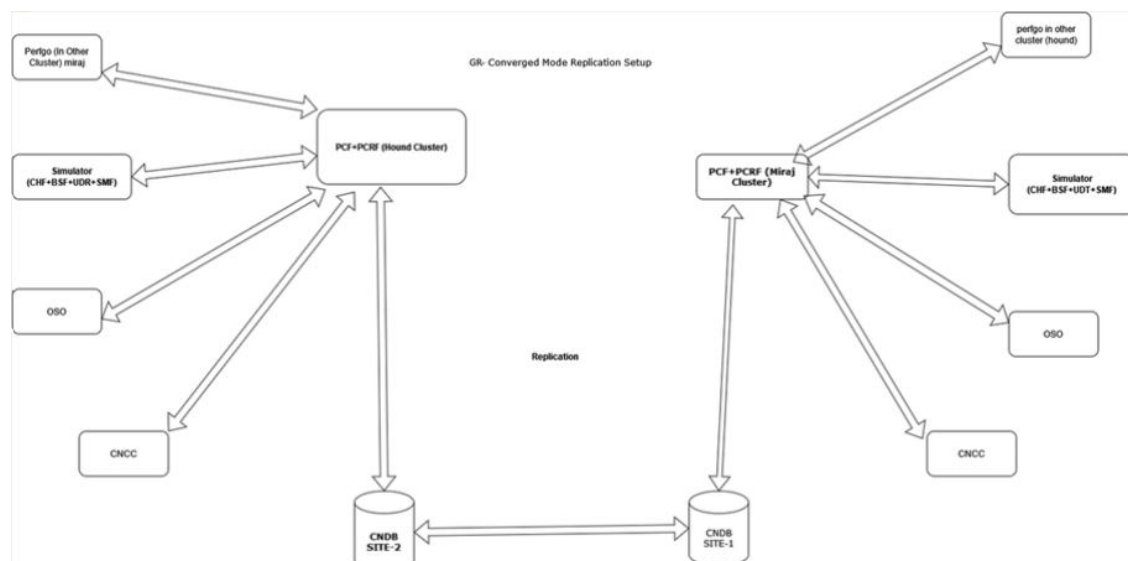 Perfgo (In Other
Cluster) miraj
GR- Converged Mode Replication Setup
perfgo in other
cluster (hound)
PCF+PCRF (Hound Cluster)
Simulator
(CHF+BSF+UDR+SMF)
PCF+PCRF (Miraj
Cluster)
Simulator
(CHF+BSF+UDT+SMF)
OSO
OSO
Replication
CNCC
CNCC
CNDB
SITE-2
CNDB
SITE-1